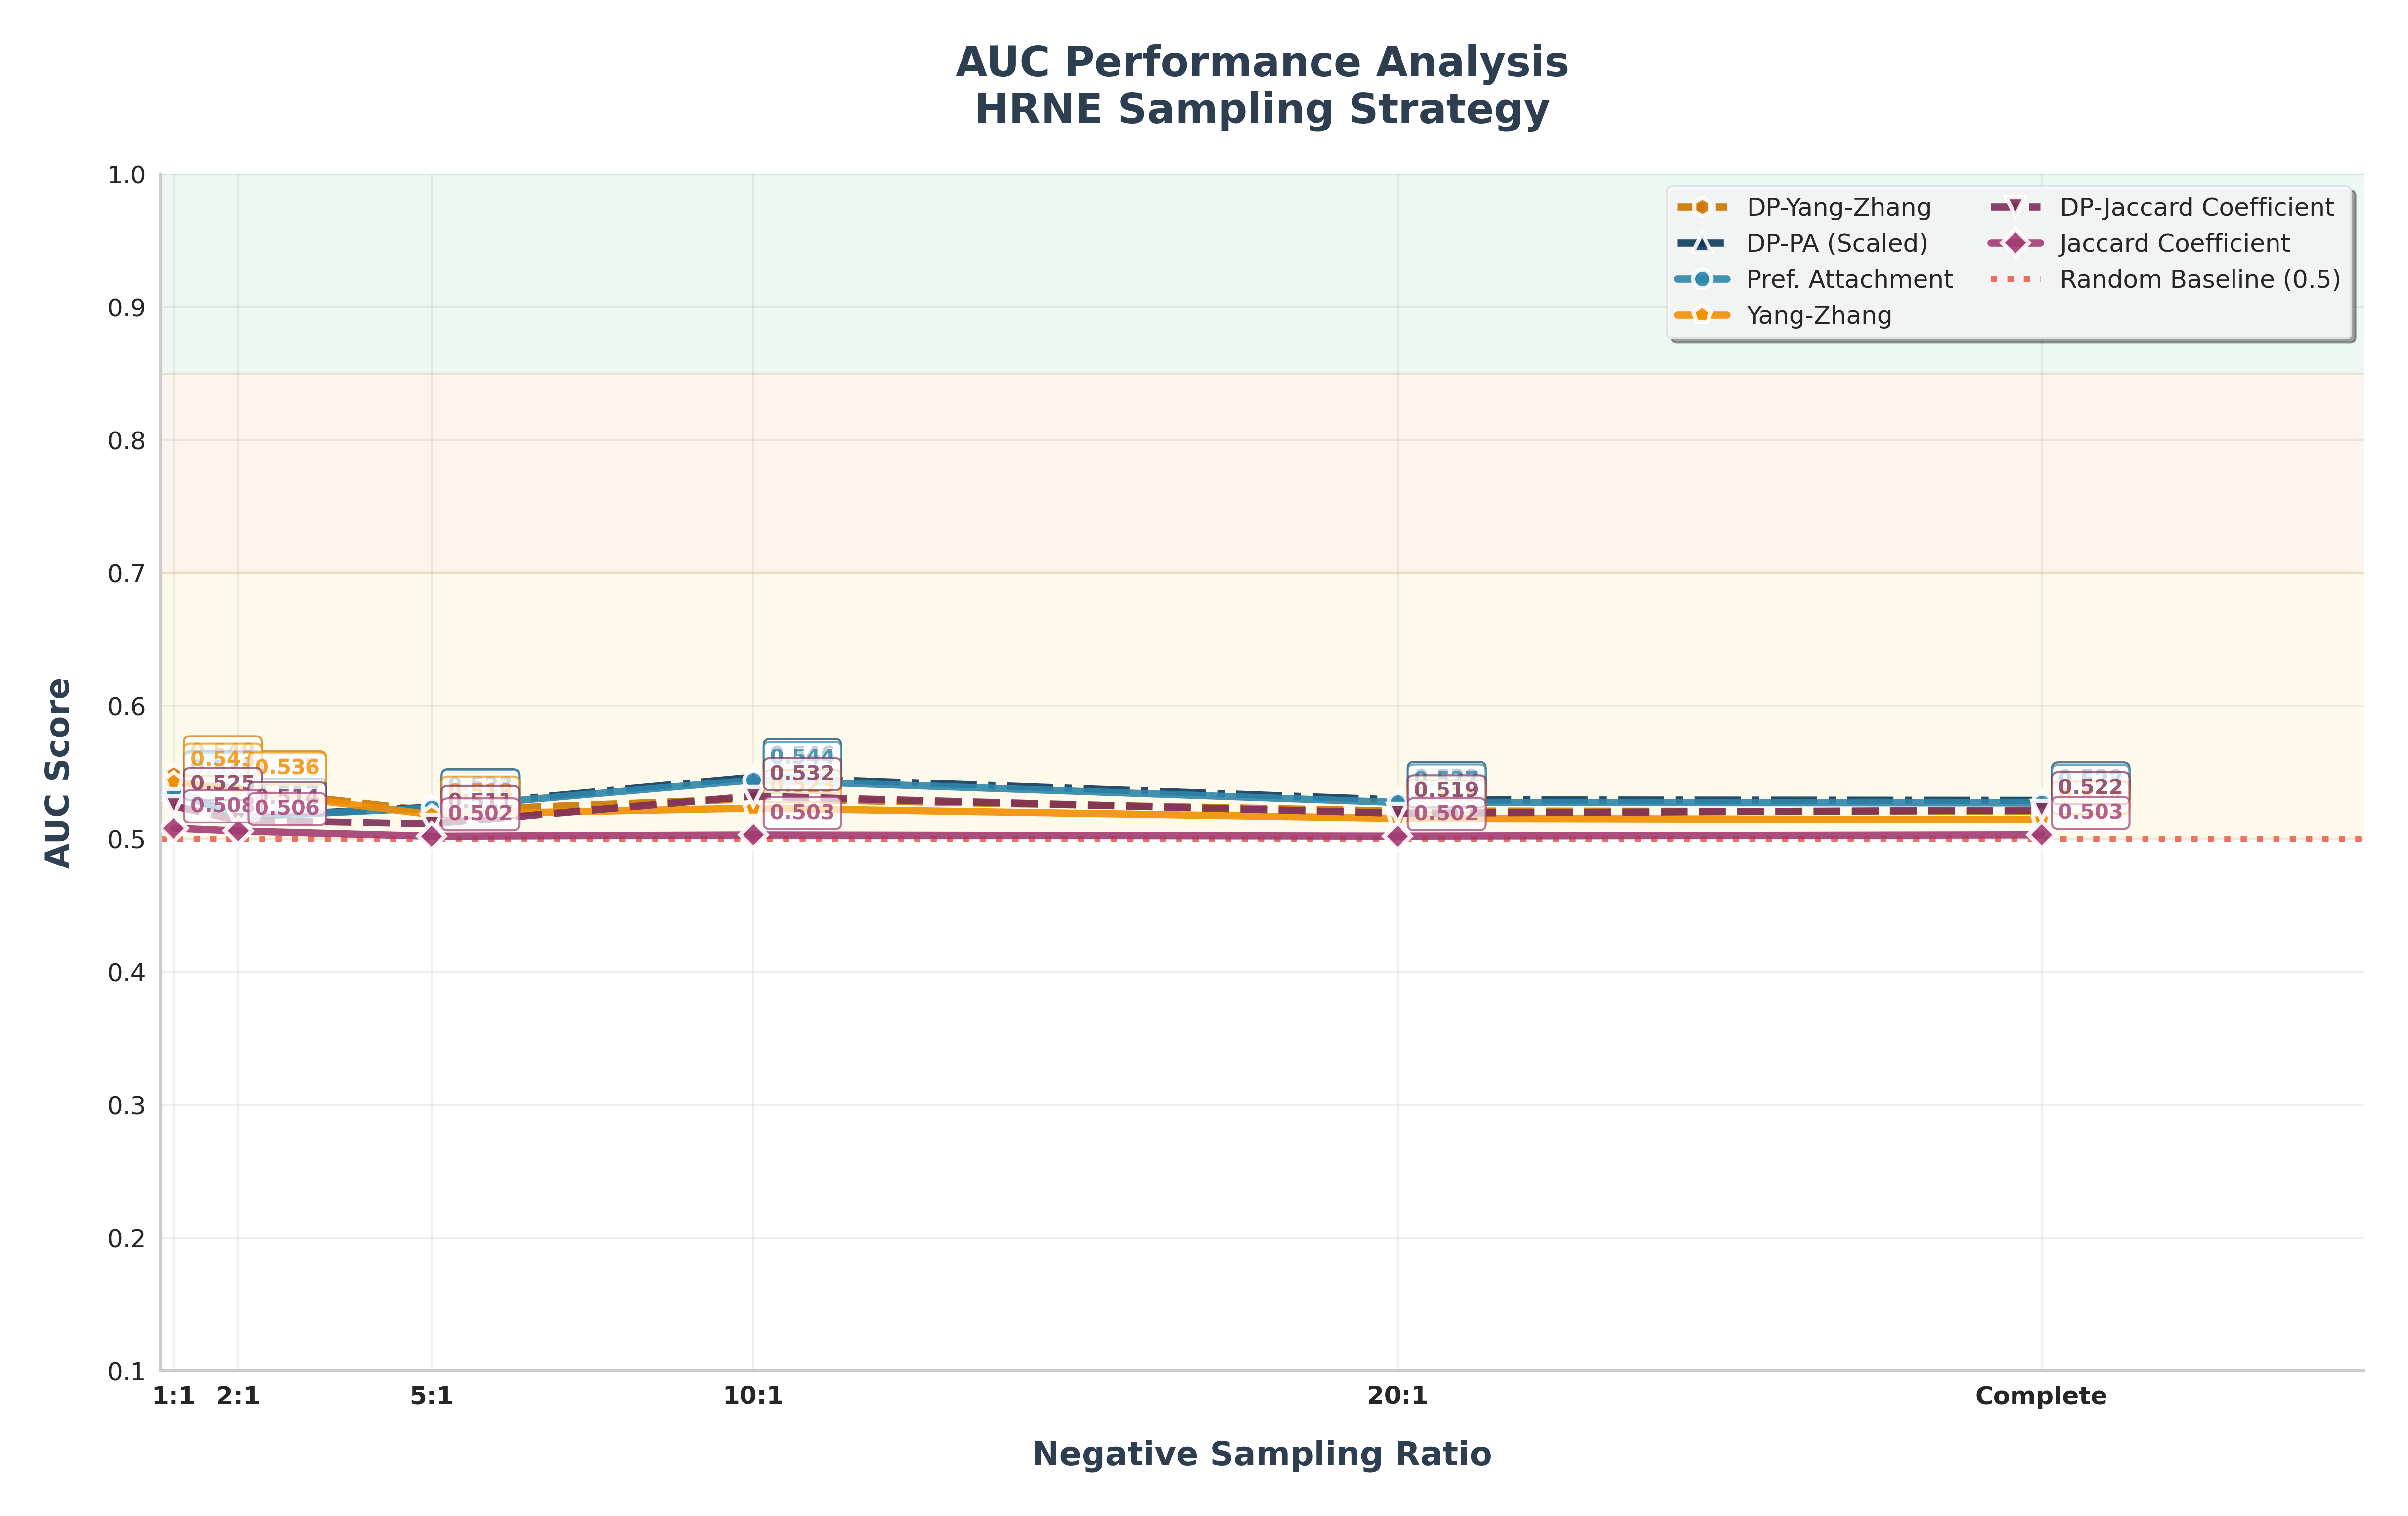 AUC Performance Analysis
HRNE Sampling Strategy
DP-Yang-Zhang
DP-PA (Scaled)
Pref. Attachment
Yang-Zhang
DP-Jaccard Coefficient
Jaccard Coefficient
Random Baseline (0.5)
AUC Score
1.0
0.9
0.8
0.7
0.6
0.5
0.4
0.3
0.2
0.1
0.525
0.508
0.536
0.506
0.511
0.502
0.544
0.532
0.503
0.519
0.502
0.522
0.503
1:1
2:1
5:1
10:1
20:1
Complete
Negative Sampling Ratio